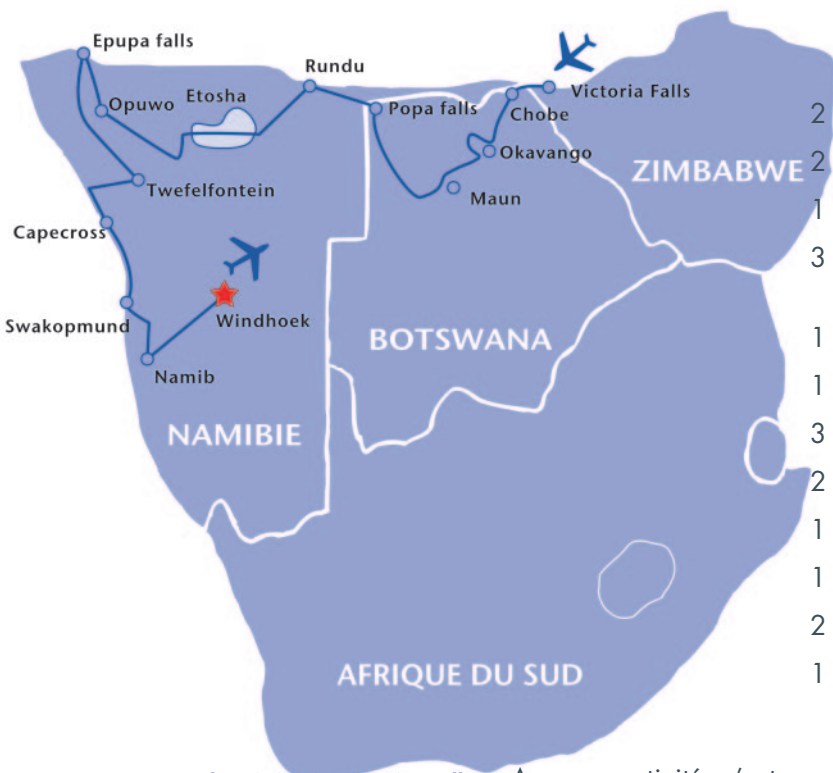 Epupa falls
Rundu
Victoria Falls
Etosha
Opuwo
Popa falls
Chobe
2
Okavango
2
ZIMBABWE
Twefelfontein
Maun
1
Capecross
3
Windhoek
Swakopmund
BOTSWANA
1
Namib
1
NAMIBIE
3
2
1
1
2
AFRIQUE DU SUD
1